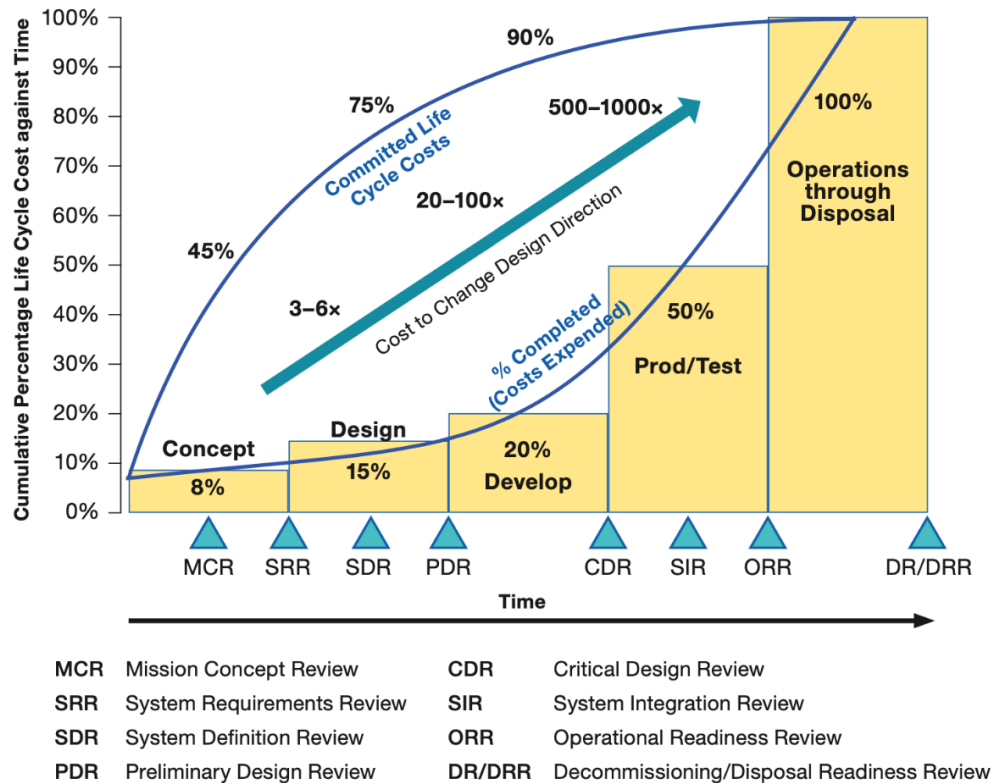 Cumulative Percentage Life Cycle Cost against Time
100%
90%
80%
70%
60%
50%
40%
30%
20%
10%
0%
45%
75%
90%
Committed Life
Cycle Costs
3–6×
20–100×
500–1000×
Cost to Change Design Direction
% Completed
(Costs Expended)
Concept
8%
Design
15%
20%
Develop
50%
Prod/Test
100%
Operations
through
Disposal
MCR SRR SDR PDR CDR SIR ORR DR/DRR
Time
MCR Mission Concept Review
SRR System Requirements Review
SDR System Definition Review
PDR Preliminary Design Review
CDR Critical Design Review
SIR System Integration Review
ORR Operational Readiness Review
DR/DRR Decommissioning/Disposal Readiness Review